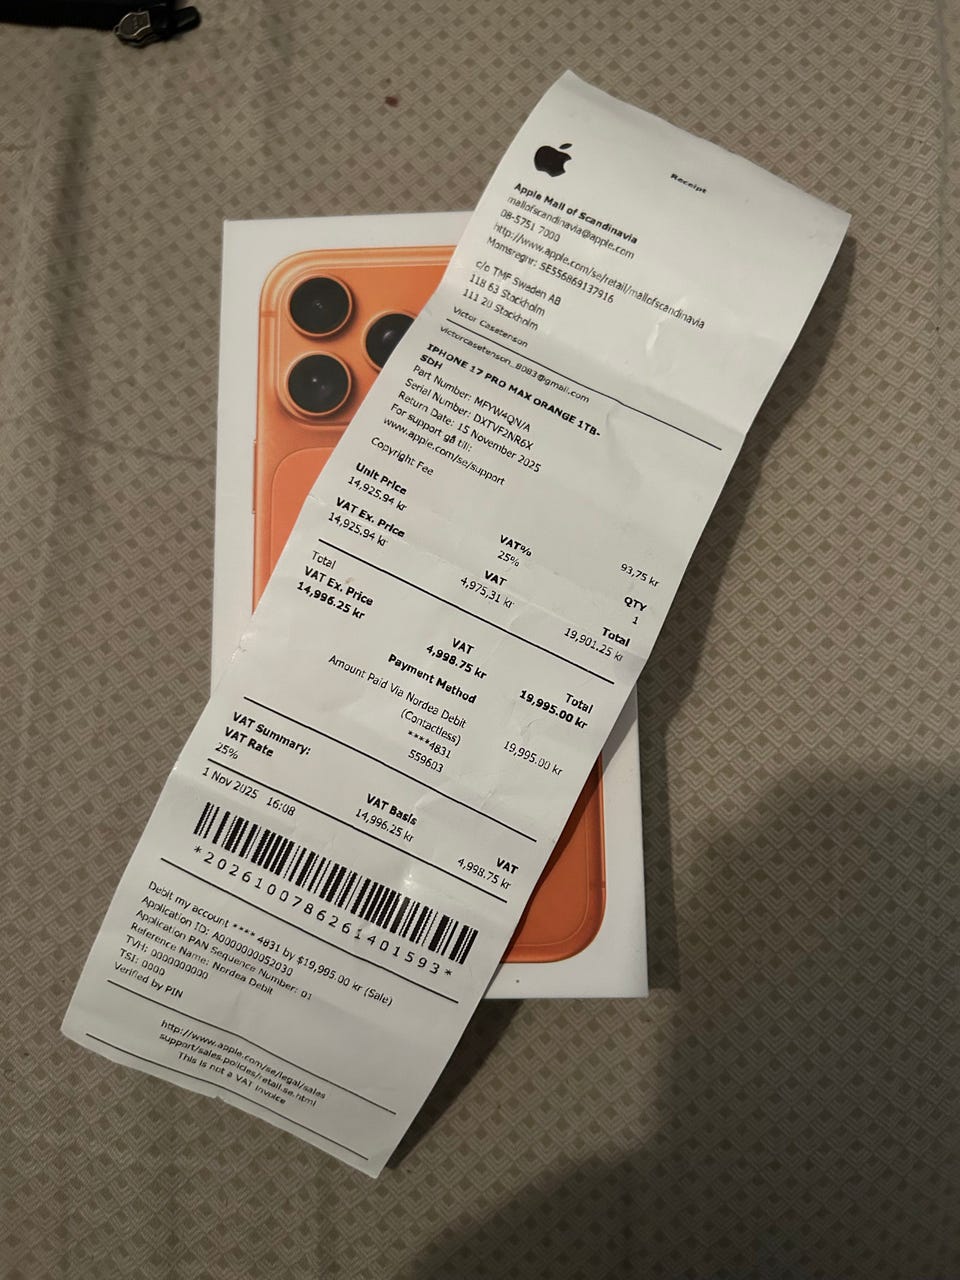 Receipt
Apple Mall of Scandinavia
mallofscandinavia@apple.com
08-5751 7000
http://www.apple.com/se/retail/mallofscandinavia
Momsregnr: SE556869137916
c/o TMF Sweden AB
118 63 Stockholm
111 20 Stockholm
Victor Casetenson
victorcasetenson_8083@gmail.com
IPHONE 17 PRO MAX ORANGE 1TB-
SDH
Part Number: MFYW4QN/A
Serial Number: DXTVF2NR6X
Return Date: 15 November 2025
For support gå till:
www.apple.com/se/support
Copyright Fee 93,75 kr
Unit Price VAT% QTY
14,925.94 kr 25% 1
VAT Ex. Price VAT Total
14,925.94 kr 4,975,31 kr 19,901.25 kr
Total
VAT Ex. Price VAT Total
14,996.25 kr 4,998.75 kr 19,995.00 kr
Payment Method
Amount Paid Via Nordea Debit 19,995.00 kr
(Contactless)
****4831
559603
VAT Summary:
VAT Rate VAT Basis VAT
25% 14,996.25 kr 4,998.75 kr
1 Nov 2025 16:08
*2026100786261401593*
Debit my account **** 4831 by $19,995.00 kr (Sale)
Application ID: A0000000052030
Application PAN Sequence Number: 01
Reference Name: Nordea Debit
TVH: 0000000000
TSI: 0000
Verified by PIN
http://www.apple.com/se/legal/sales
support/sales.policies/retail.se.html
This is not a VAT Invoice